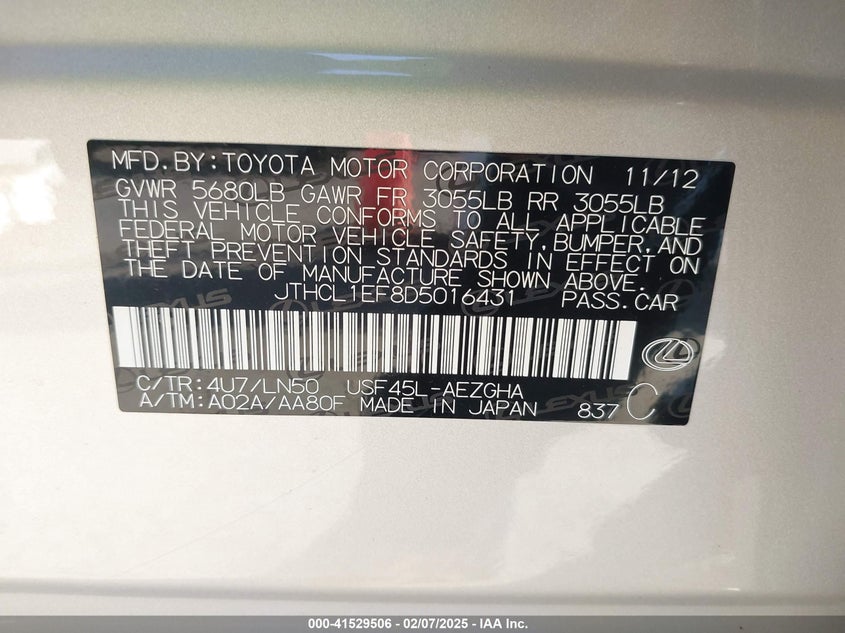 MFD. BY: TOYOTA MOTOR CORPORATION 11/12
GVWR 5680LB GAWR FR 3055LB RR 3055LB
THIS VEHICLE CONFORMS TO ALL APPLICABLE
FEDERAL MOTOR VEHICLE SAFETY, BUMPER, AND
THEFT PREVENTION STANDARDS IN EFFECT ON
THE DATE OF MANUFACTURE SHOWN ABOVE.
JTHCL1EF8D5016431 PASS. CAR
C/TR: 4U7/LN50 USF45L-AEZGHA
A/TM: A02A/AA80F MADE IN JAPAN 837 C
000-41529506 - 02/07/2025 - IAA Inc.